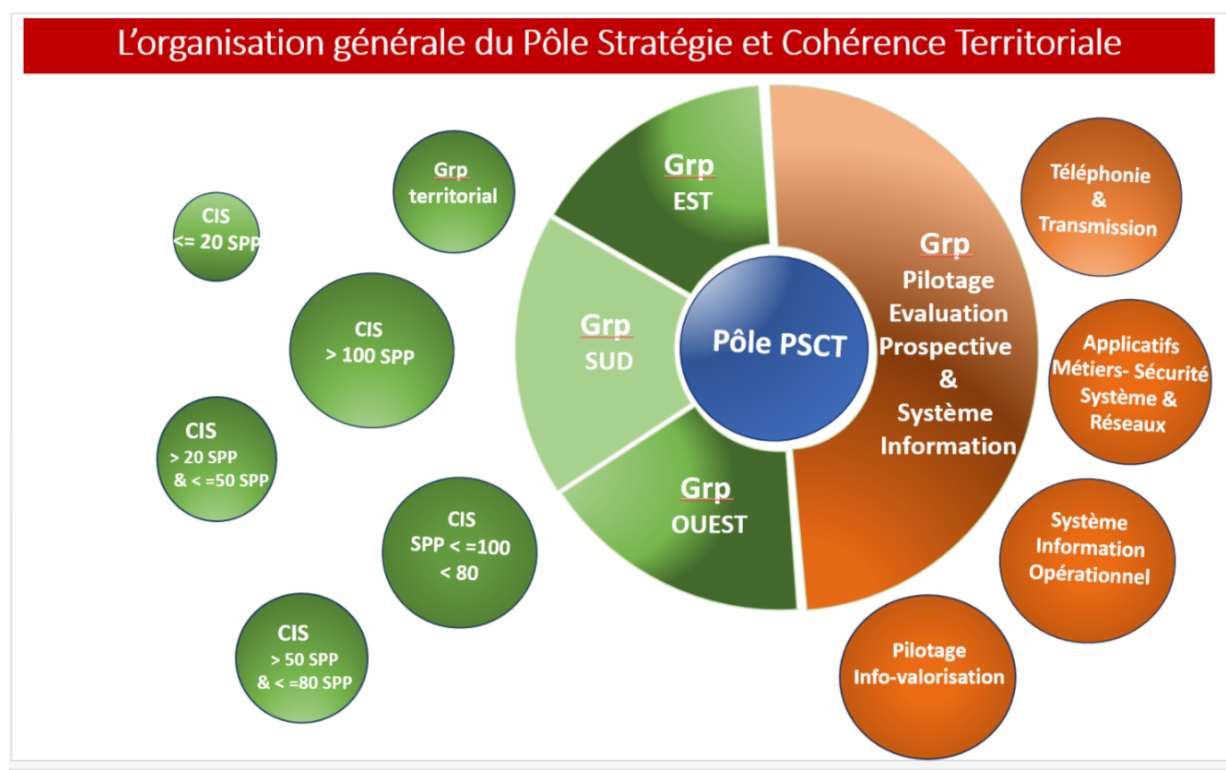 L'organisation générale du Pôle Stratégie et Cohérence Territoriale
Grp
territorial
CIS
<= 20 SPP
CIS
> 100 SPP
CIS
> 20 SPP
& < =50 SPP
CIS
SPP < =100
< 80
CIS
> 50 SPP
& < =80 SPP
Grp
EST
Grp
SUD
Grp
OUEST
Pôle PSCT
Grp
Pilotage
Evaluation
Prospective
&
Système
Information
Téléphonie
&
Transmission
Applicatifs
Métiers- Sécurité
Système &
Réseaux
Système
Information
Opérationnel
Pilotage
Info-valorisation